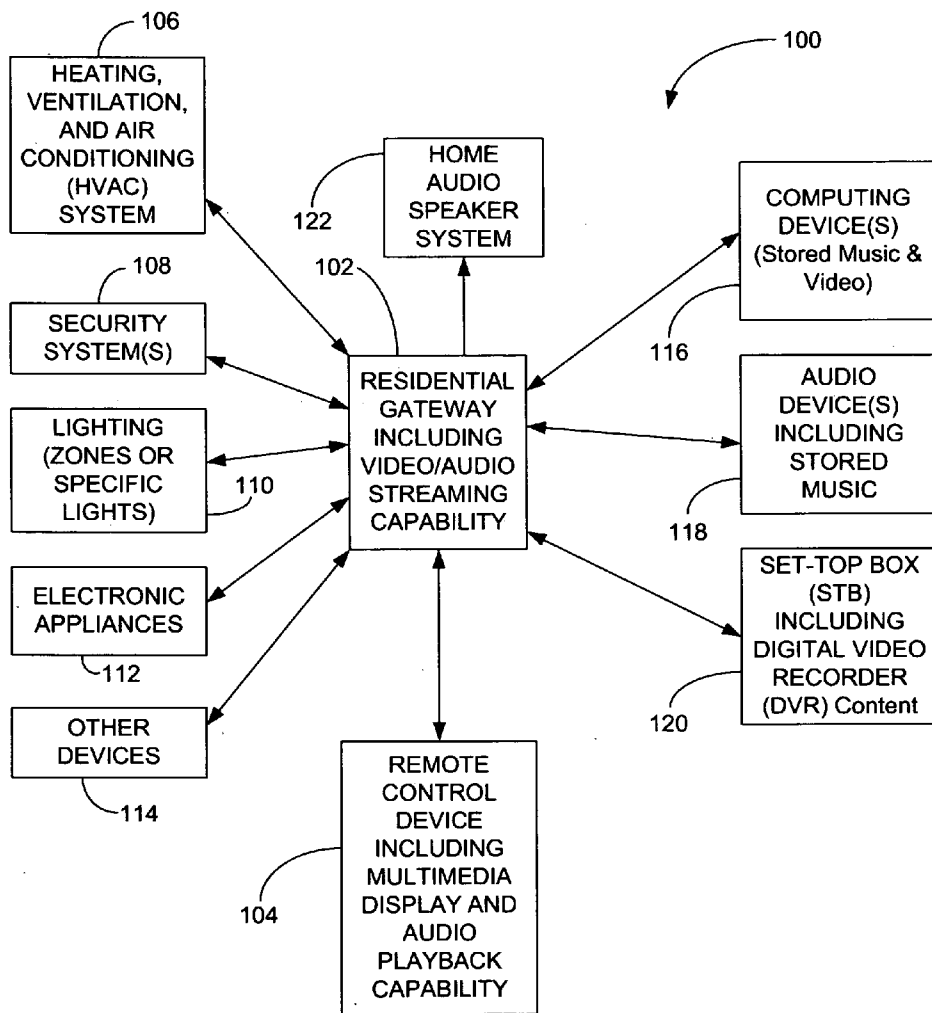 106
HEATING,
VENTILATION,
AND AIR
CONDITIONING
(HVAC)
SYSTEM
100
HOME
AUDIO
SPEAKER
SYSTEM
122
COMPUTING
DEVICE(S)
(Stored Music &
Video)
116
108
SECURITY
SYSTEM(S)
102
RESIDENTIAL
GATEWAY
INCLUDING
VIDEO/AUDIO
STREAMING
CAPABILITY
AUDIO
DEVICE(S)
INCLUDING
STORED
MUSIC
118
LIGHTING
(ZONES OR
SPECIFIC
LIGHTS)
110
ELECTRONIC
APPLIANCES
112
SET-TOP BOX
(STB)
INCLUDING
DIGITAL VIDEO
RECORDER
(DVR) Content
120
OTHER
DEVICES
114
REMOTE
CONTROL
DEVICE
INCLUDING
MULTIMEDIA
DISPLAY AND
AUDIO
PLAYBACK
CAPABILITY
104